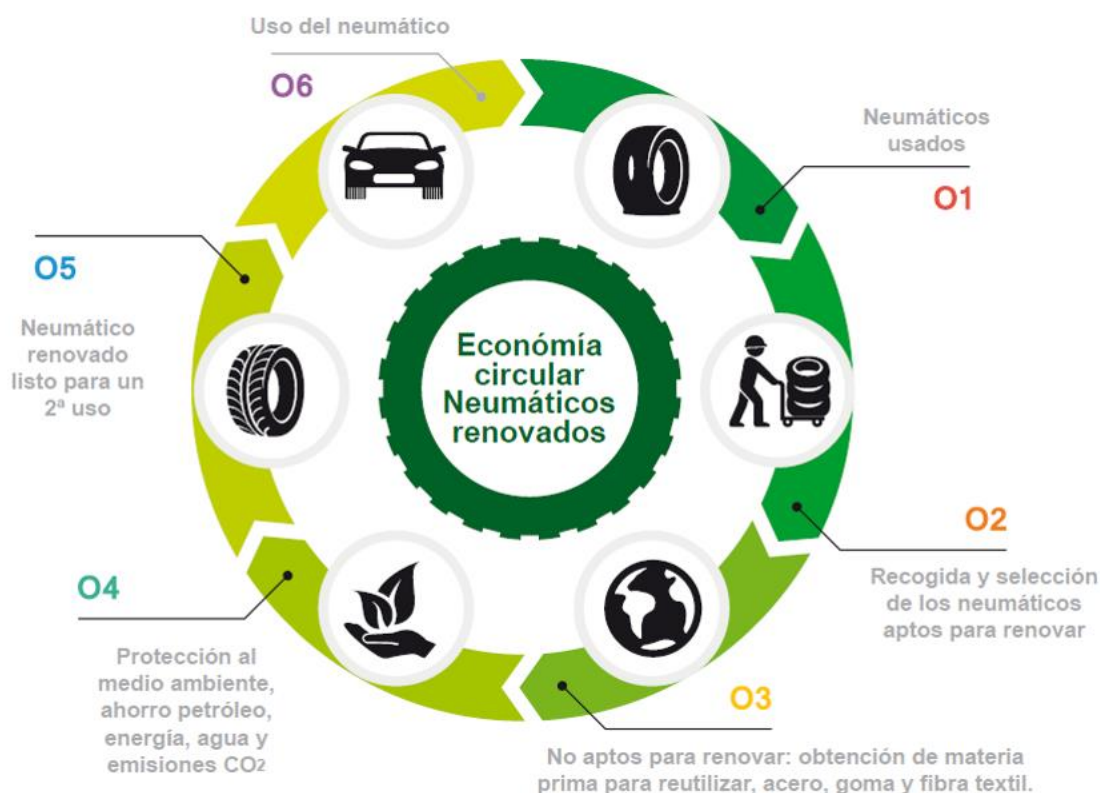 Uso del neumático
O6
Neumáticos
usados
O1
O5
Neumático
renovado
listo para un
2ª uso
Económía
circular
Neumáticos
renovados
O2
Recogida y selección
de los neumáticos
aptos para renovar
O4
Protección al
medio ambiente,
ahorro petróleo,
energía, agua y
emisiones CO2
O3
No aptos para renovar: obtención de materia
prima para reutilizar, acero, goma y fibra textil.